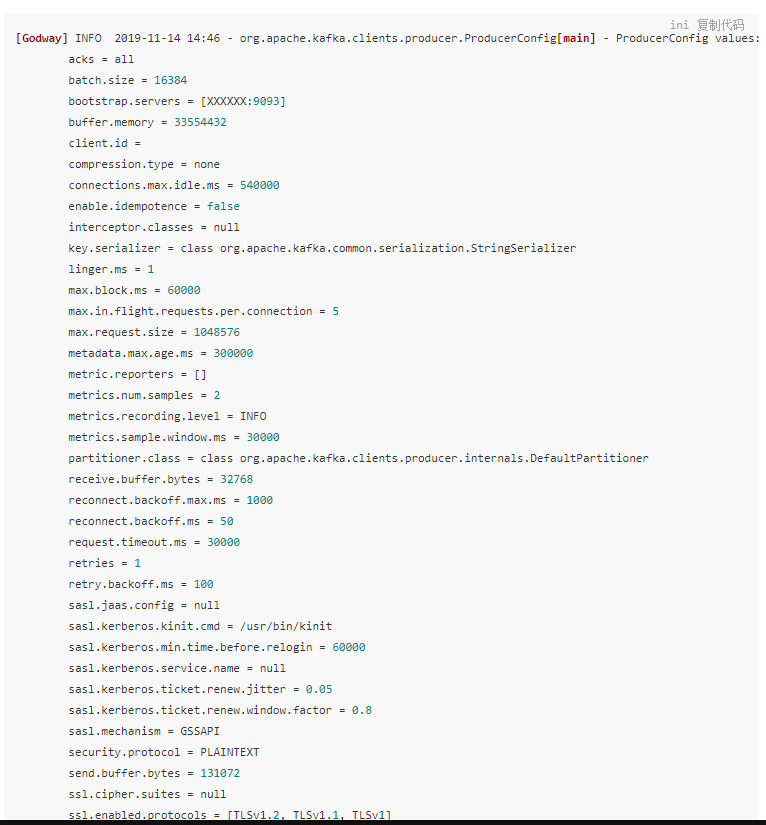 ini 复制代码
[Godway] INFO  2019-11-14 14:46 - org.apache.kafka.clients.producer.ProducerConfig[main] - ProducerConfig values:
acks = all
batch.size = 16384
bootstrap.servers = [XXXXXX:9093]
buffer.memory = 33554432
client.id =
compression.type = none
connections.max.idle.ms = 540000
enable.idempotence = false
interceptor.classes = null
key.serializer = class org.apache.kafka.common.serialization.StringSerializer
linger.ms = 1
max.block.ms = 60000
max.in.flight.requests.per.connection = 5
max.request.size = 1048576
metadata.max.age.ms = 300000
metric.reporters = []
metrics.num.samples = 2
metrics.recording.level = INFO
metrics.sample.window.ms = 30000
partitioner.class = class org.apache.kafka.clients.producer.internals.DefaultPartitioner
receive.buffer.bytes = 32768
reconnect.backoff.max.ms = 1000
reconnect.backoff.ms = 50
request.timeout.ms = 30000
retries = 1
retry.backoff.ms = 100
sasl.jaas.config = null
sasl.kerberos.kinit.cmd = /usr/bin/kinit
sasl.kerberos.min.time.before.relogin = 60000
sasl.kerberos.service.name = null
sasl.kerberos.ticket.renew.jitter = 0.05
sasl.kerberos.ticket.renew.window.factor = 0.8
sasl.mechanism = GSSAPI
security.protocol = PLAINTEXT
send.buffer.bytes = 131072
ssl.cipher.suites = null
ssl.enabled.protocols = [TLSv1.2, TLSv1.1, TLSv1]